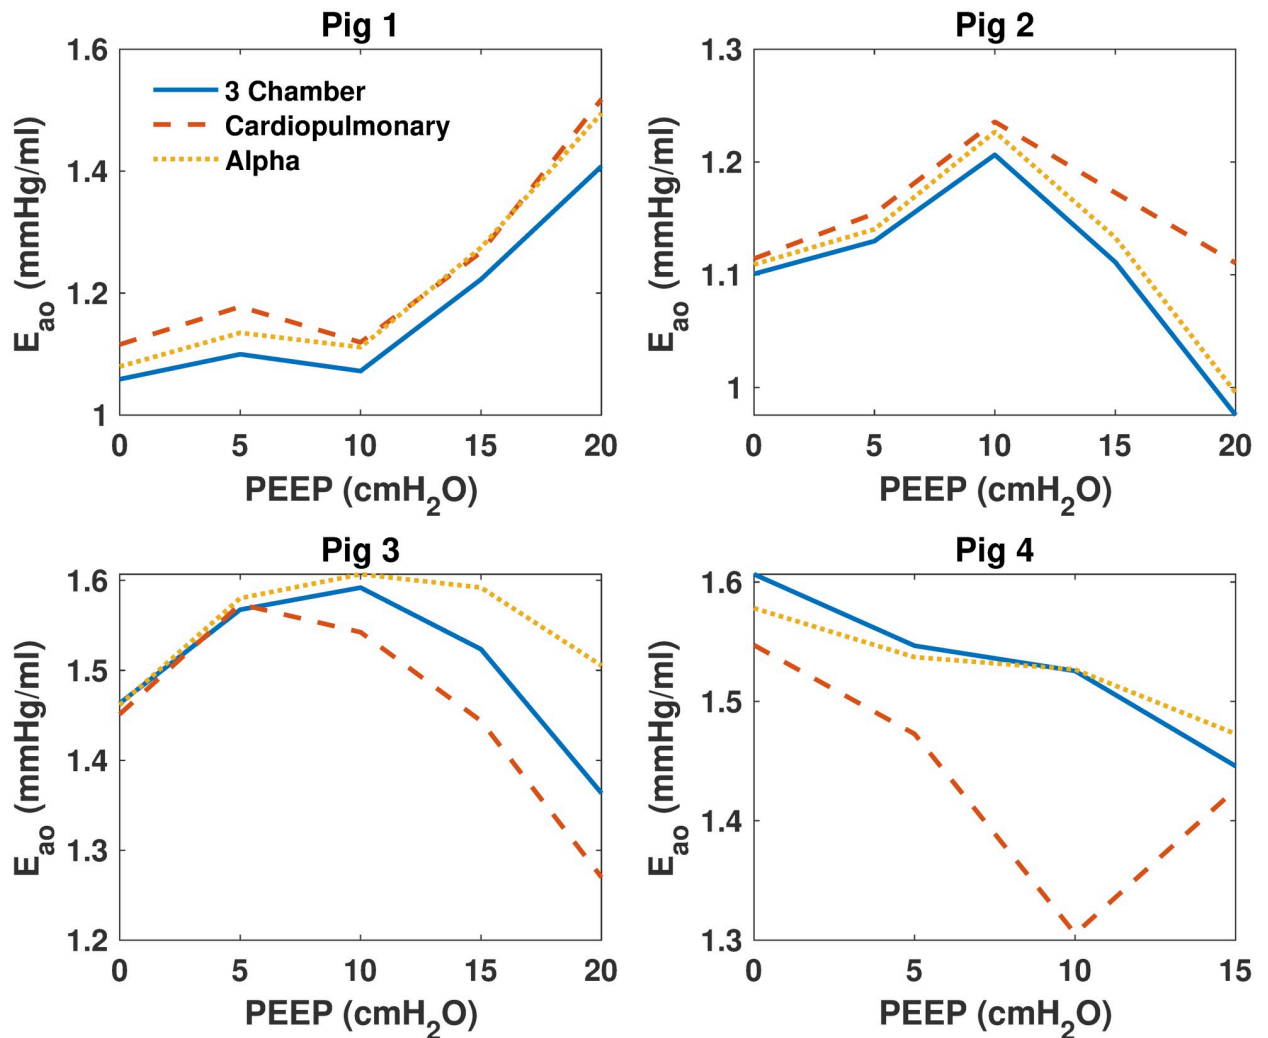 Pig 1
1.6
1.4
1.2
1
E_ao (mmHg/ml)
3 Chamber
Cardiopulmonary
Alpha
0 5 10 15 20
PEEP (cmH₂O)
Pig 2
1.3
1.2
1.1
1
E_ao (mmHg/ml)
0 5 10 15 20
PEEP (cmH₂O)
Pig 3
1.6
1.5
1.4
1.3
1.2
E_ao (mmHg/ml)
0 5 10 15 20
PEEP (cmH₂O)
Pig 4
1.6
1.5
1.4
1.3
E_ao (mmHg/ml)
0 5 10 15
PEEP (cmH₂O)